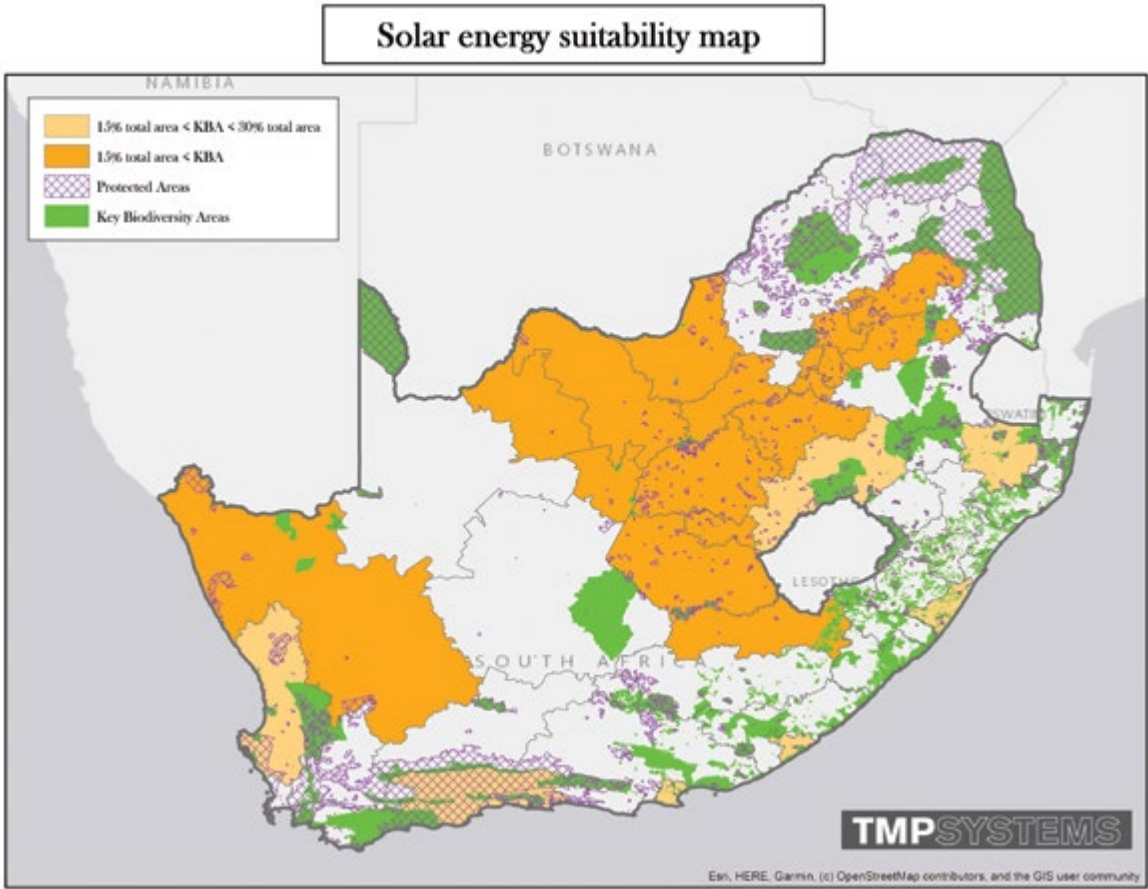 Solar energy suitability map
NAMIBIA
15% total area < KBA < 30% total area
15% total area < KBA
Protected Areas
Key Biodiversity Areas
BOTSWANA
LESOTHO
SOUTH AFRICA
TMPSYSTEMS
Esri, HERE, Garmin, (c) OpenStreetMap contributors, and the GIS user community